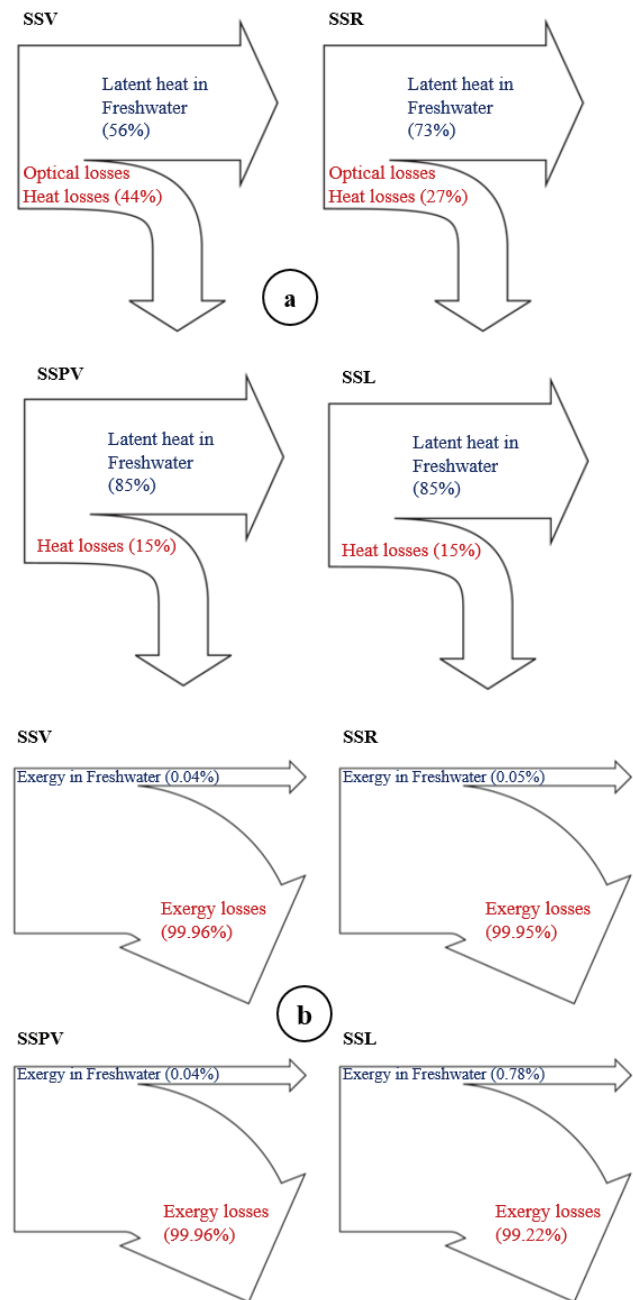 SSV
Latent heat in
Freshwater
(56%)
Optical losses
Heat losses (44%)
SSR
Latent heat in
Freshwater
(73%)
Optical losses
Heat losses (27%)
a
SSPV
Latent heat in
Freshwater
(85%)
Heat losses (15%)
SSL
Latent heat in
Freshwater
(85%)
Heat losses (15%)
SSV
Exergy in Freshwater (0.04%)
Exergy losses
(99.96%)
SSR
Exergy in Freshwater (0.05%)
Exergy losses
(99.95%)
b
SSPV
Exergy in Freshwater (0.04%)
Exergy losses
(99.96%)
SSL
Exergy in Freshwater (0.78%)
Exergy losses
(99.22%)